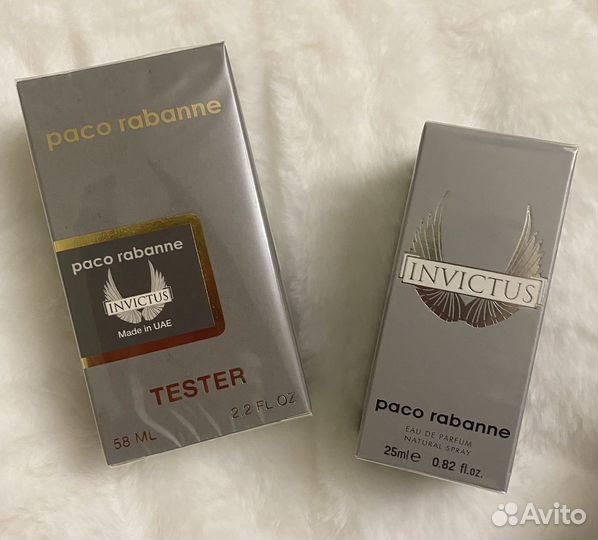 paco rabanne
paco rabanne
INVICTUS
Made in UAE
TESTER
58 ML
2.2 FL.OZ
INVICTUS
paco rabanne
EAU DE PARFUM
NATURAL SPRAY
25ml e 0.82 fl.oz.
Avito